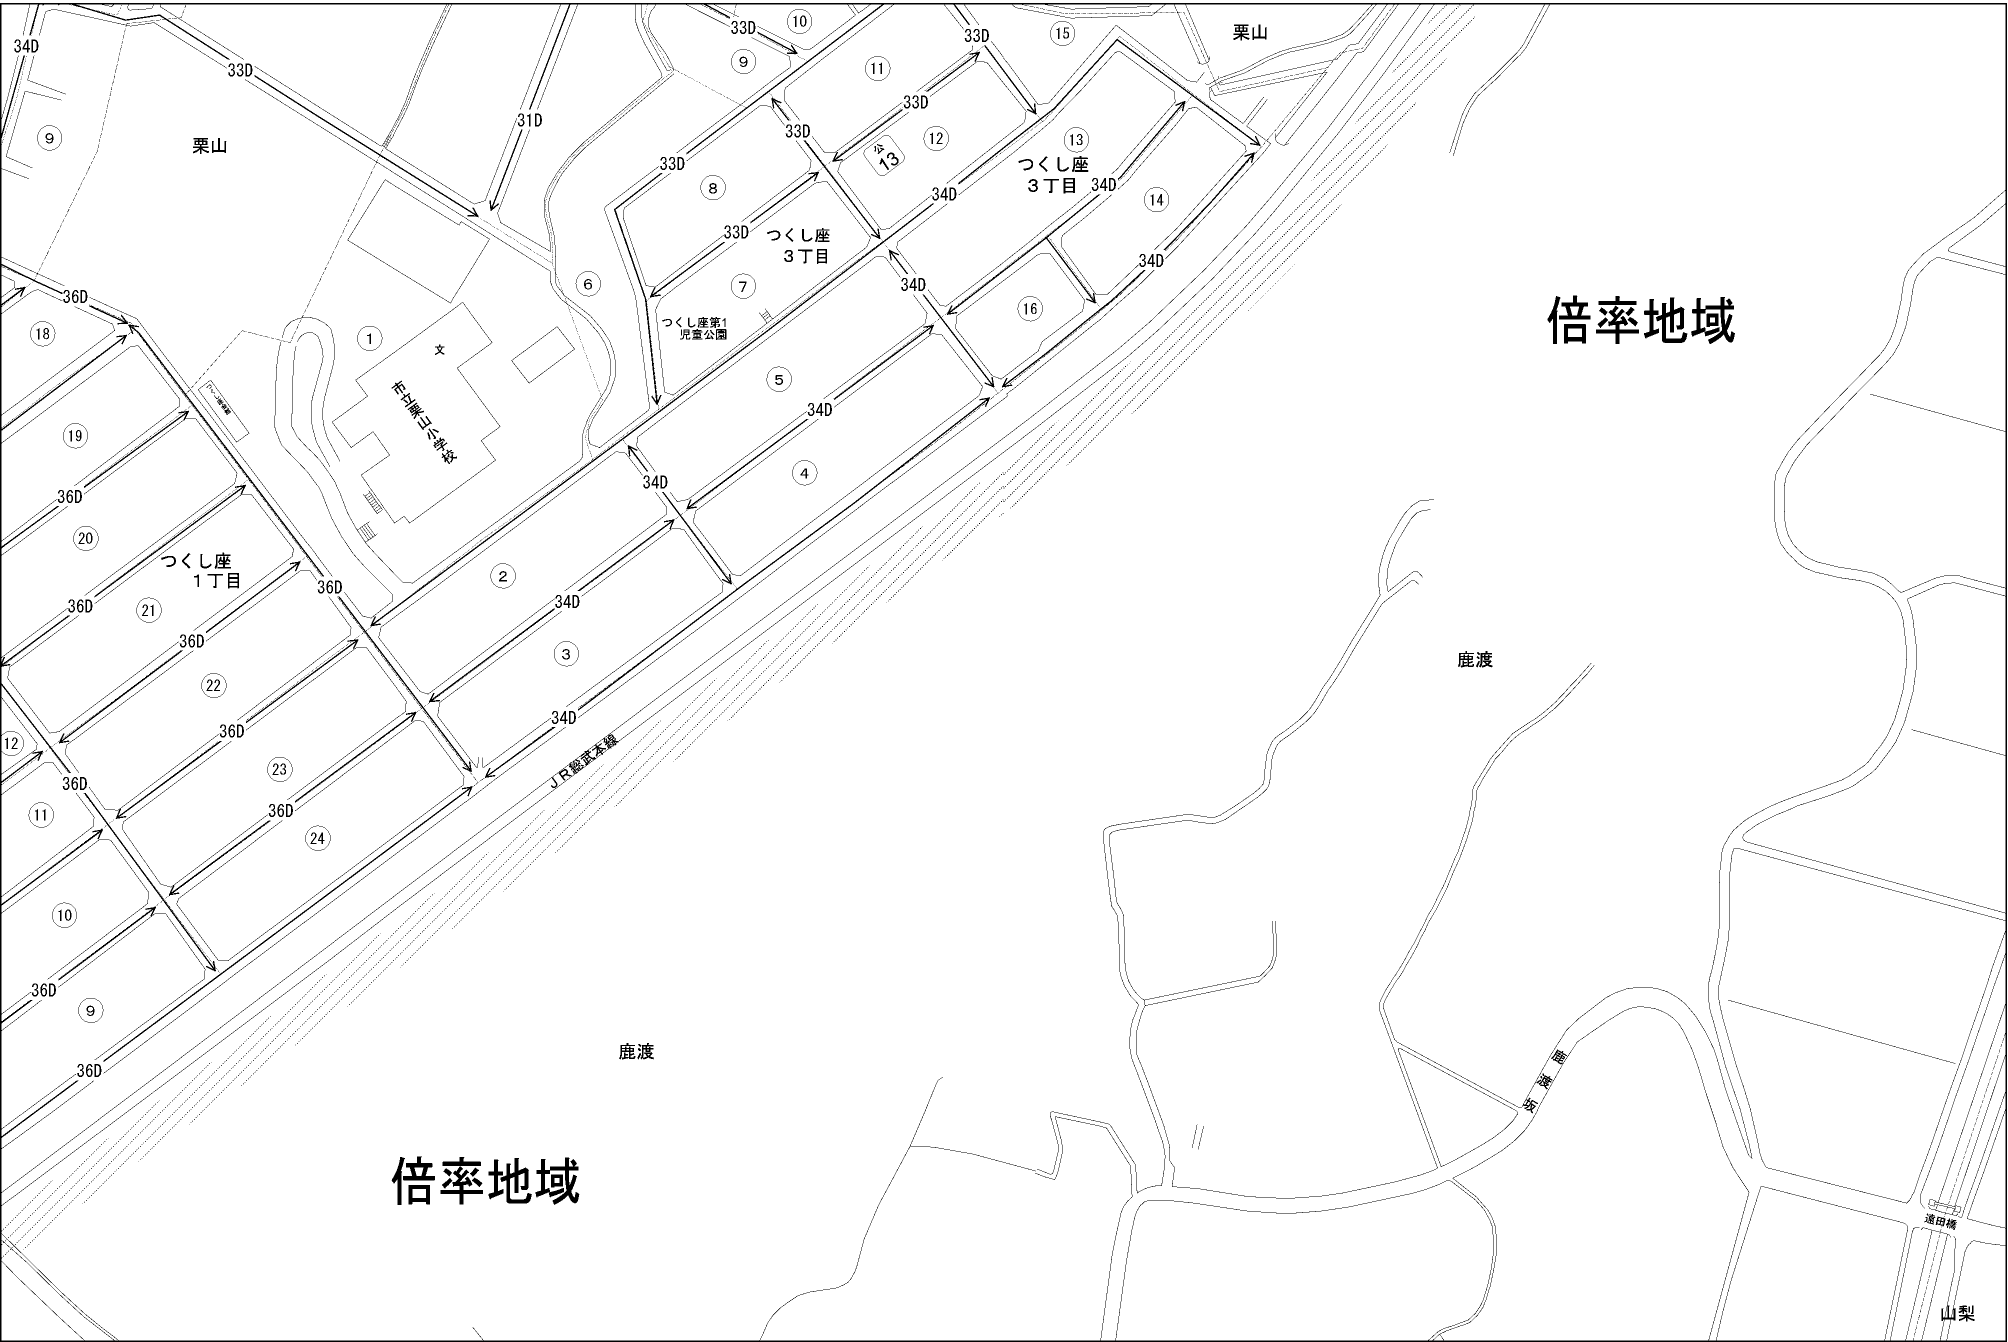 34D
33D
33D
⑩
⑨
33D
⑮
栗山
⑪
33D
31D
⑨
栗山
33D
公
13
⑫
⑬
つくし座
3丁目
33D
⑧
34D
34D
⑭
33D
つくし座
3丁目
34D
⑥
⑦
34D
36D
⑯
倍率地域
⑱
①
文
つくし座第1
児童公園
⑤
34D
市立栗山小学校
⑲
36D
④
34D
⑳
つくし座
1丁目
②
36D
36D
㉑
34D
36D
③
鹿渡
㉒
36D
34D
JR総武本線
⑫
36D
㉓
⑪
36D
㉔
⑩
36D
⑨
36D
鹿渡
鹿渡坂
倍率地域
遠田橋
山梨